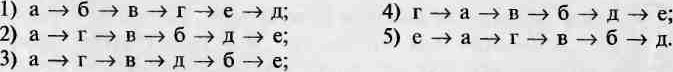 1) а → б → в → г → е → д;
2) а → г → в → б → д → е;
3) а → г → в → д → б → е;
4) г → а → в → б → д → е;
5) е → а → г → в → б → д.